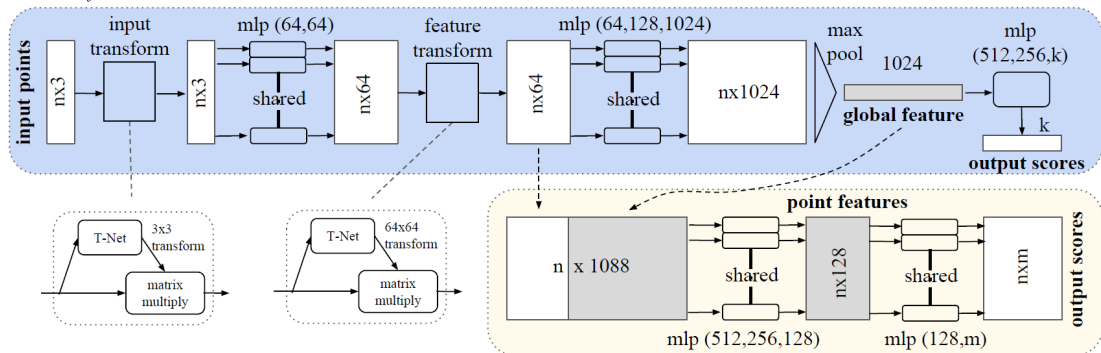 input points
nx3
input
transform
nx3
mlp (64,64)
shared
nx64
feature
transform
nx64
mlp (64,128,1024)
shared
nx1024
max
pool
1024
global feature
mlp
(512,256,k)
k
output scores
T-Net
3x3
transform
matrix
multiply
T-Net
64x64
transform
matrix
multiply
point features
n x 1088
shared
mlp (512,256,128)
nx128
shared
mlp (128,m)
nxm
output scores